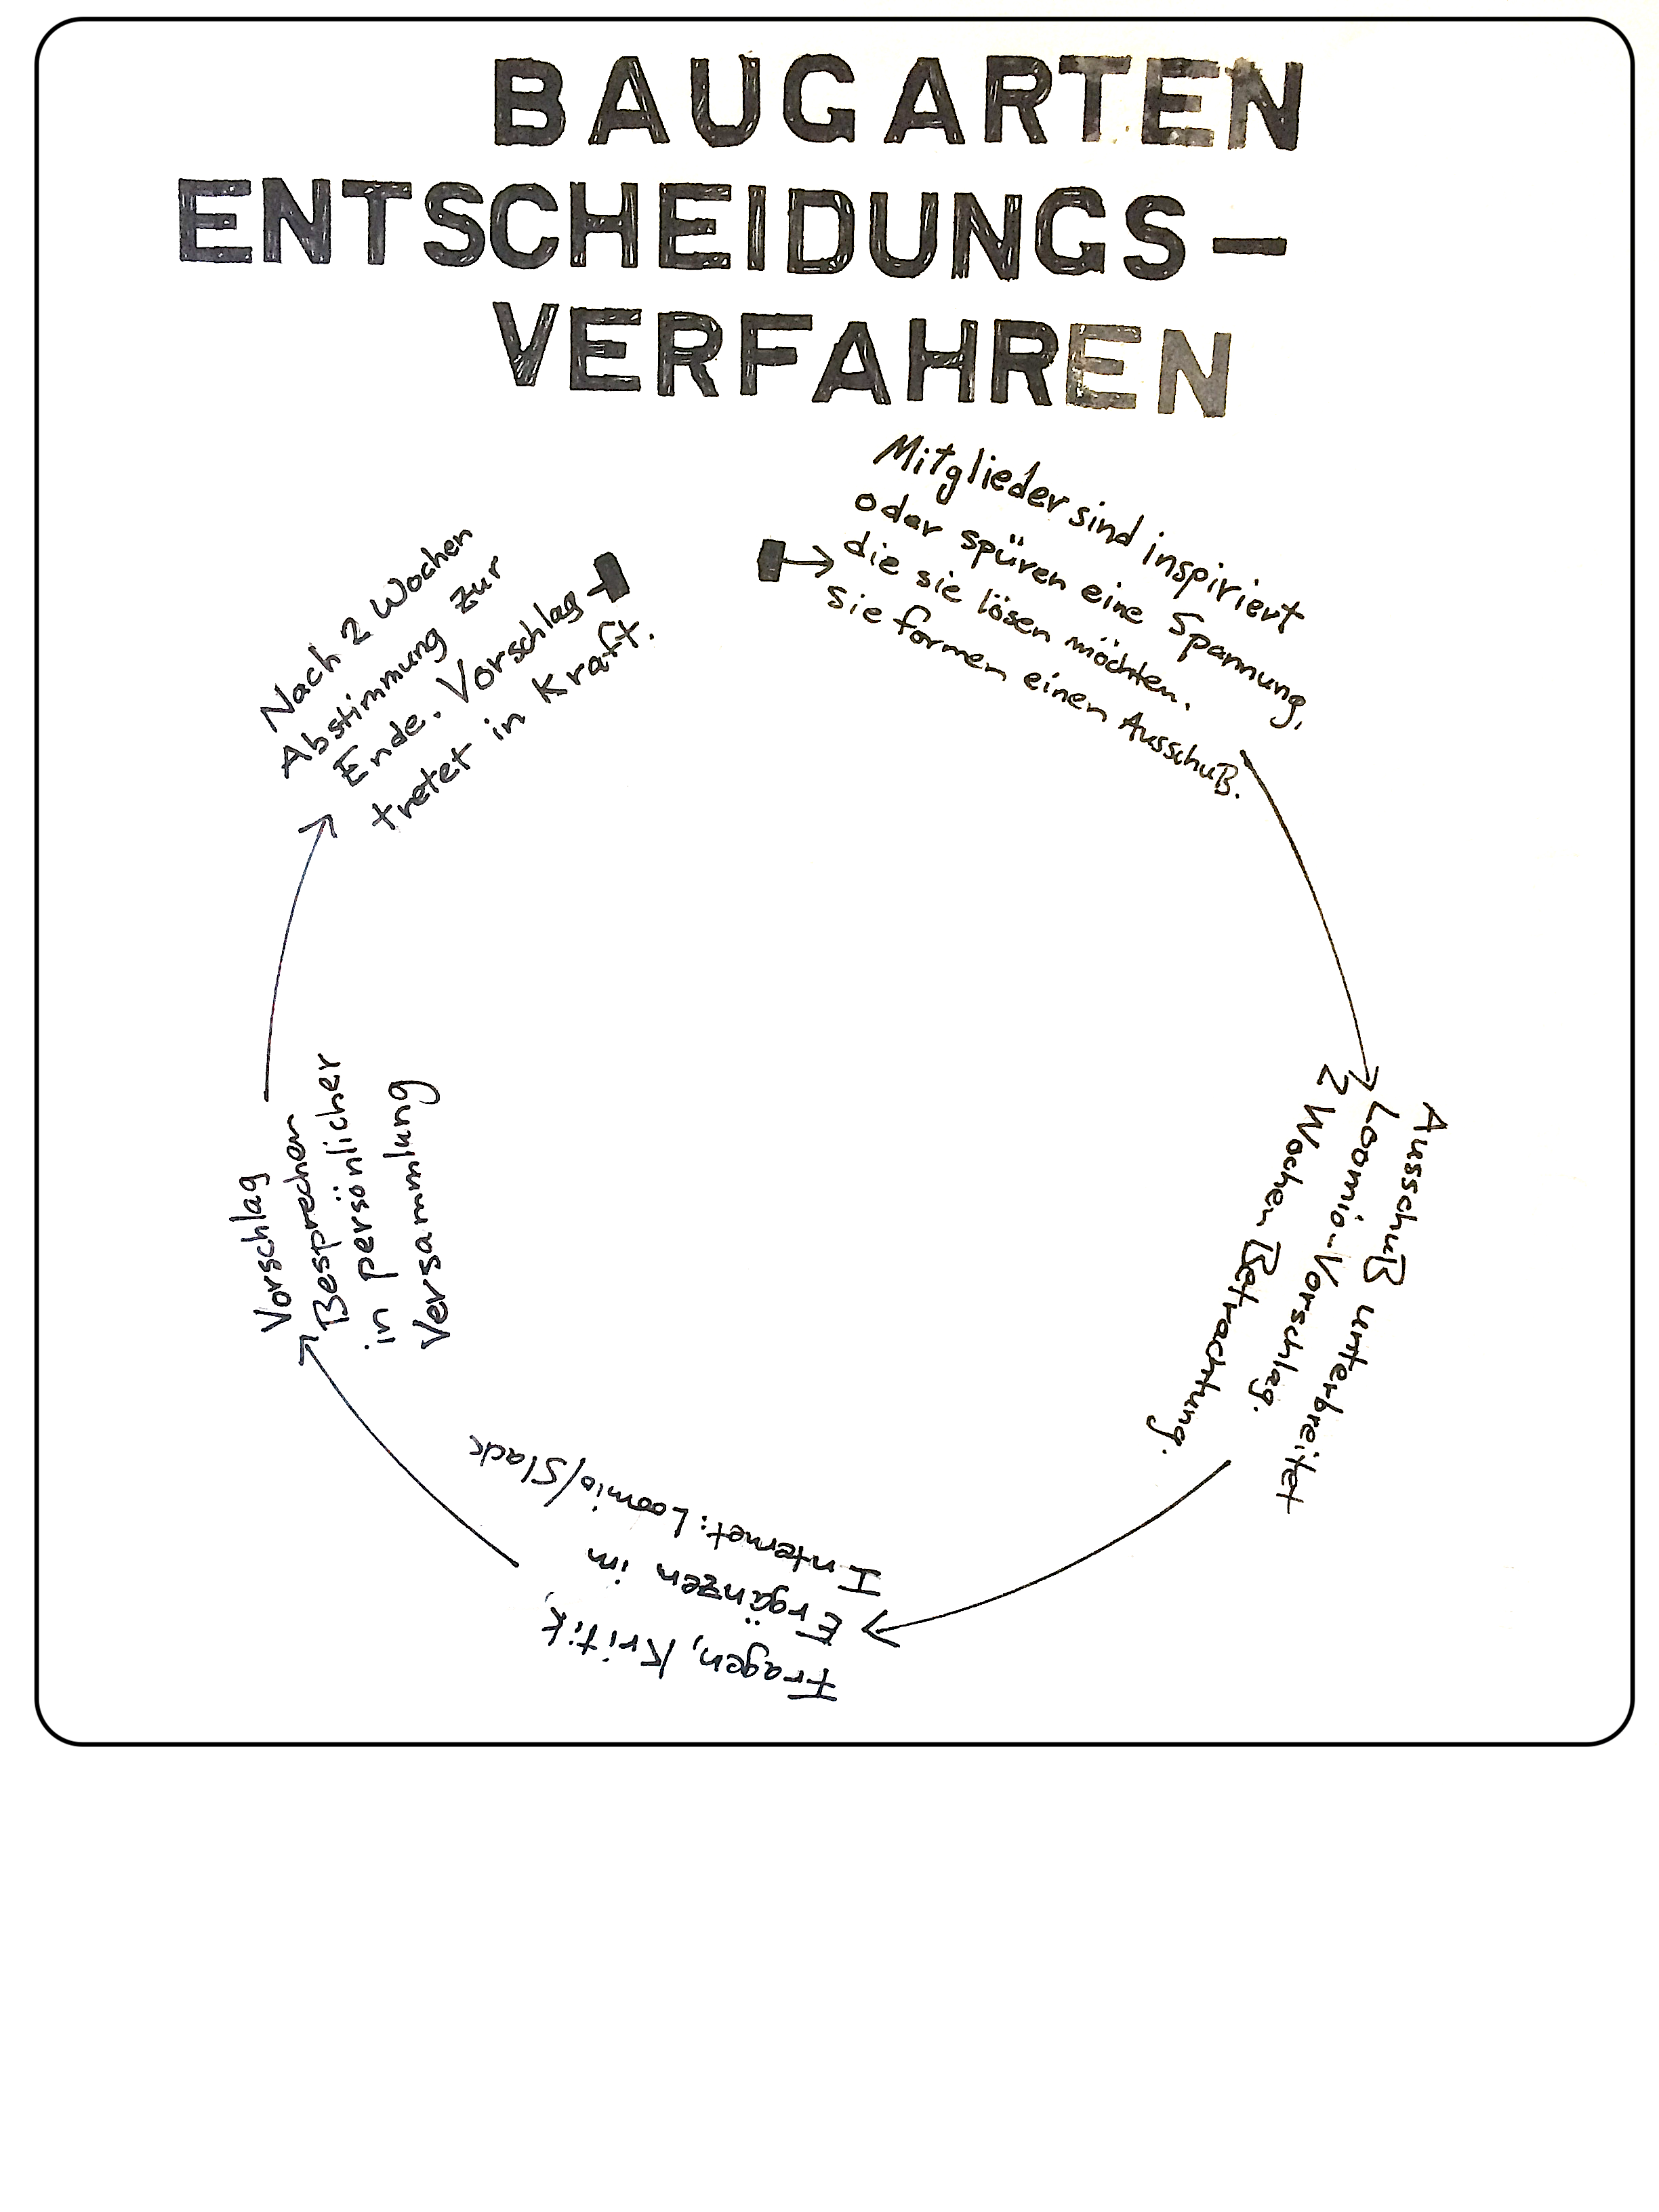 BAUGARTEN
ENTSCHEIDUNGS-
VERFAHREN
Mitglieder sind inspiriert
oder spüren eine Spannung,
die sie lösen möchten.
Sie formen einen Ausschuß.
Ausschuß unterbreitet
Loomio-Vorschlag.
2 Wochen Betrachtung.
Fragen, Kritik,
Ergänzen im
Internet: Loomio/Slack
Vorschlag
Besprechen
in persönlicher
Versammlung
Nach 2 Wochen
Abstimmung zur
Ende. Vorschlag
tretet in Kraft.